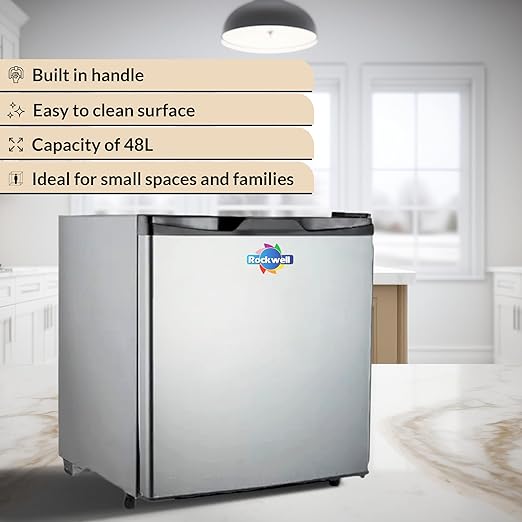 Built in handle
Easy to clean surface
Capacity of 48L
Ideal for small spaces and families
Rockwell